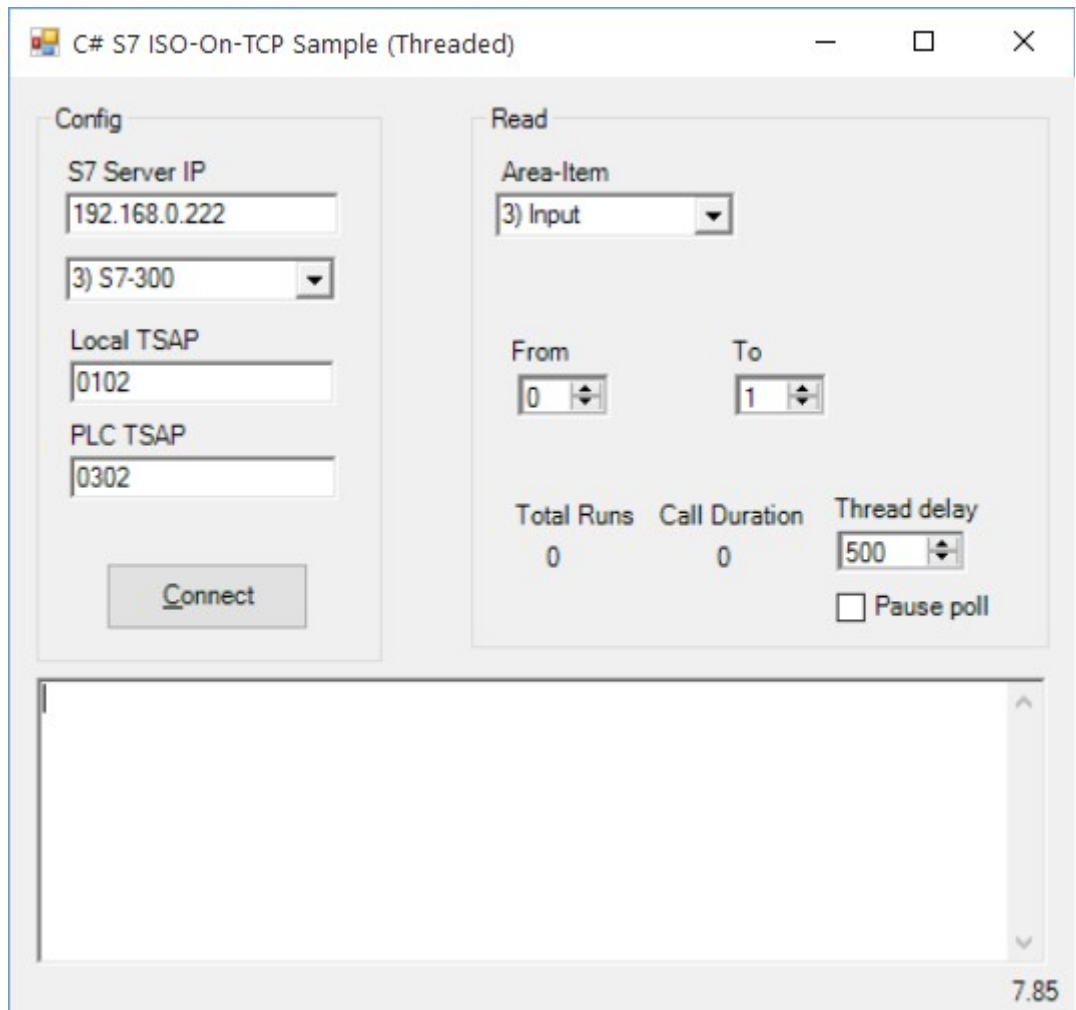 C# S7 ISO-On-TCP Sample (Threaded)
Config
S7 Server IP
192.168.0.222
3) S7-300
Local TSAP
0102
PLC TSAP
0302
Connect
Read
Area-Item
3) Input
From To
0 1
Total Runs Call Duration Thread delay
0 0 500
Pause poll
7.85